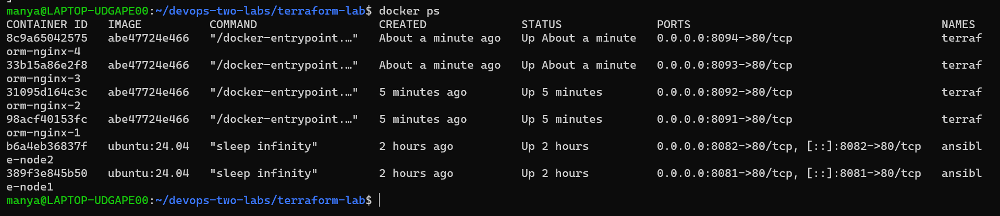 manya@LAPTOP-UDGAPE00:~/devops-two-labs/terraform-lab$ docker ps
CONTAINER ID   IMAGE          COMMAND                  CREATED              STATUS              PORTS                                     NAMES
8c9a65042575   abe47724e466   "/docker-entrypoint.…"   About a minute ago   Up About a minute   0.0.0.0:8094->80/tcp                      terraf
orm-nginx-4
33b15a86e2f8   abe47724e466   "/docker-entrypoint.…"   About a minute ago   Up About a minute   0.0.0.0:8093->80/tcp                      terraf
orm-nginx-3
31095d164c3c   abe47724e466   "/docker-entrypoint.…"   5 minutes ago        Up 5 minutes        0.0.0.0:8092->80/tcp                      terraf
orm-nginx-2
98acf40153fc   abe47724e466   "/docker-entrypoint.…"   5 minutes ago        Up 5 minutes        0.0.0.0:8091->80/tcp                      terraf
orm-nginx-1
b6a4eb36837f   ubuntu:24.04   "sleep infinity"         2 hours ago          Up 2 hours          0.0.0.0:8082->80/tcp, [::]:8082->80/tcp   ansibl
e-node2
389f3e845b50   ubuntu:24.04   "sleep infinity"         2 hours ago          Up 2 hours          0.0.0.0:8081->80/tcp, [::]:8081->80/tcp   ansibl
e-node1
manya@LAPTOP-UDGAPE00:~/devops-two-labs/terraform-lab$